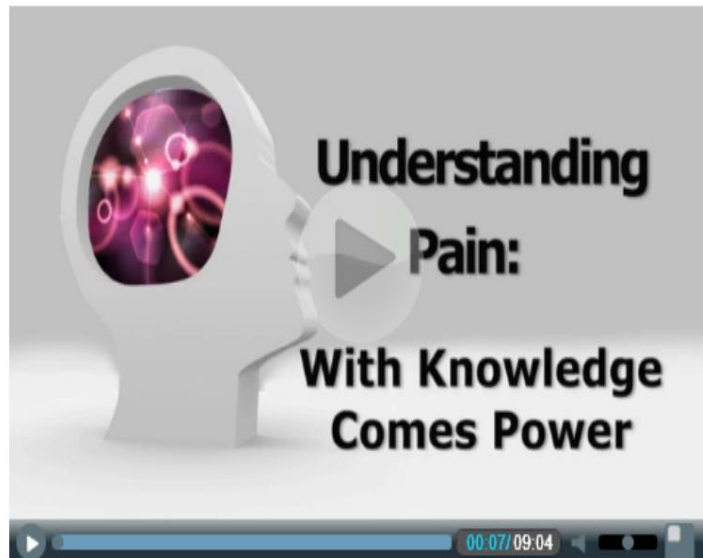 Understanding
Pain:
With Knowledge
Comes Power
00:07/09:04